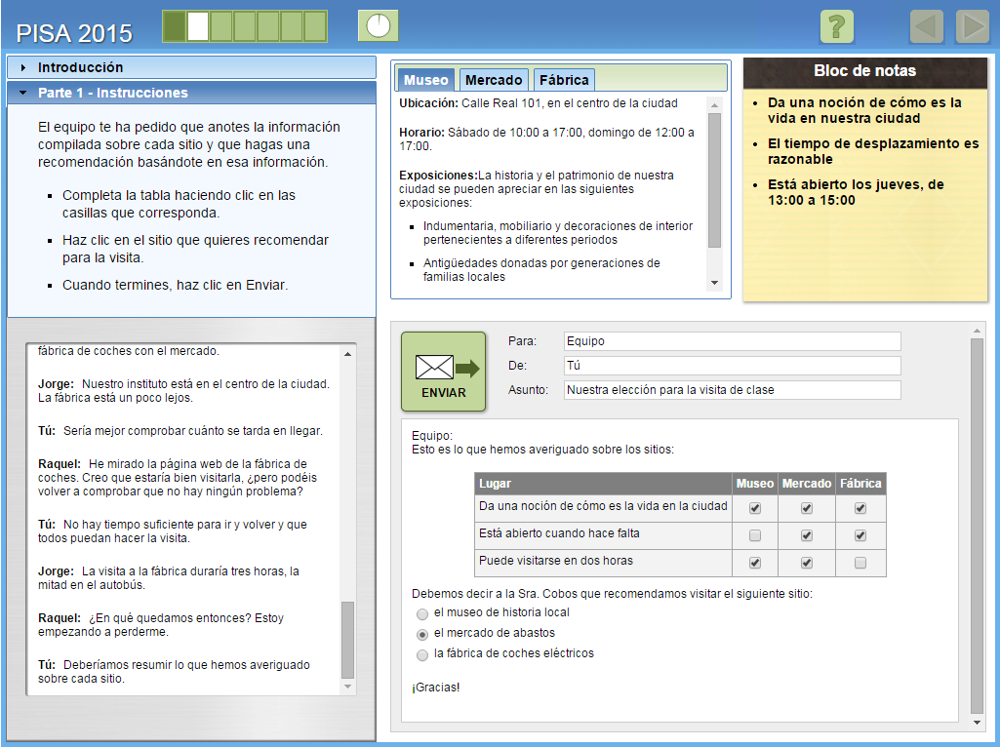 PISA 2015
?
Introducción
Parte 1 - Instrucciones
El equipo te ha pedido que anotes la información
compilada sobre cada sitio y que hagas una
recomendación basándote en esa información.
Completa la tabla haciendo clic en las
casillas que corresponda.
Haz clic en el sitio que quieres recomendar
para la visita.
Cuando termines, haz clic en Enviar.
fábrica de coches con el mercado.
Jorge: Nuestro instituto está en el centro de la ciudad.
La fábrica está un poco lejos.
Tú: Sería mejor comprobar cuánto se tarda en llegar.
Raquel: He mirado la página web de la fábrica de
coches. Creo que estaría bien visitarla, ¿pero podéis
volver a comprobar que no hay ningún problema?
Tú: No hay tiempo suficiente para ir y volver y que
todos puedan hacer la visita.
Jorge: La visita a la fábrica duraría tres horas, la
mitad en el autobús.
Raquel: ¿En qué quedamos entonces? Estoy
empezando a perderme.
Tú: Deberíamos resumir lo que hemos averiguado
sobre cada sitio.
Museo Mercado Fábrica
Ubicación: Calle Real 101, en el centro de la ciudad
Horario: Sábado de 10:00 a 17:00, domingo de 12:00 a
17:00.
Exposiciones:La historia y el patrimonio de nuestra
ciudad se pueden apreciar en las siguientes
exposiciones:
Indumentaria, mobiliario y decoraciones de interior
pertenecientes a diferentes periodos
Antigüedades donadas por generaciones de
familias locales
Bloc de notas
Da una noción de cómo es la
vida en nuestra ciudad
El tiempo de desplazamiento es
razonable
Está abierto los jueves, de
13:00 a 15:00
ENVIAR
Para: Equipo
De: Tú
Asunto: Nuestra elección para la visita de clase
Equipo:
Esto es lo que hemos averiguado sobre los sitios:
Lugar Museo Mercado Fábrica
Da una noción de cómo es la vida en la ciudad
Está abierto cuando hace falta
Puede visitarse en dos horas
Debemos decir a la Sra. Cobos que recomendamos visitar el siguiente sitio:
el museo de historia local
el mercado de abastos
la fábrica de coches eléctricos
¡Gracias!